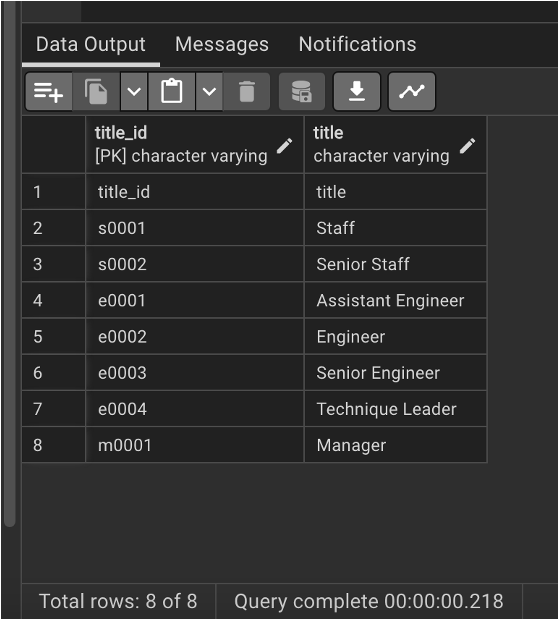 Data Output Messages Notifications
title_id title
[PK] character varying character varying
1 title_id title
2 s0001 Staff
3 s0002 Senior Staff
4 e0001 Assistant Engineer
5 e0002 Engineer
6 e0003 Senior Engineer
7 e0004 Technique Leader
8 m0001 Manager
Total rows: 8 of 8 Query complete 00:00:00.218